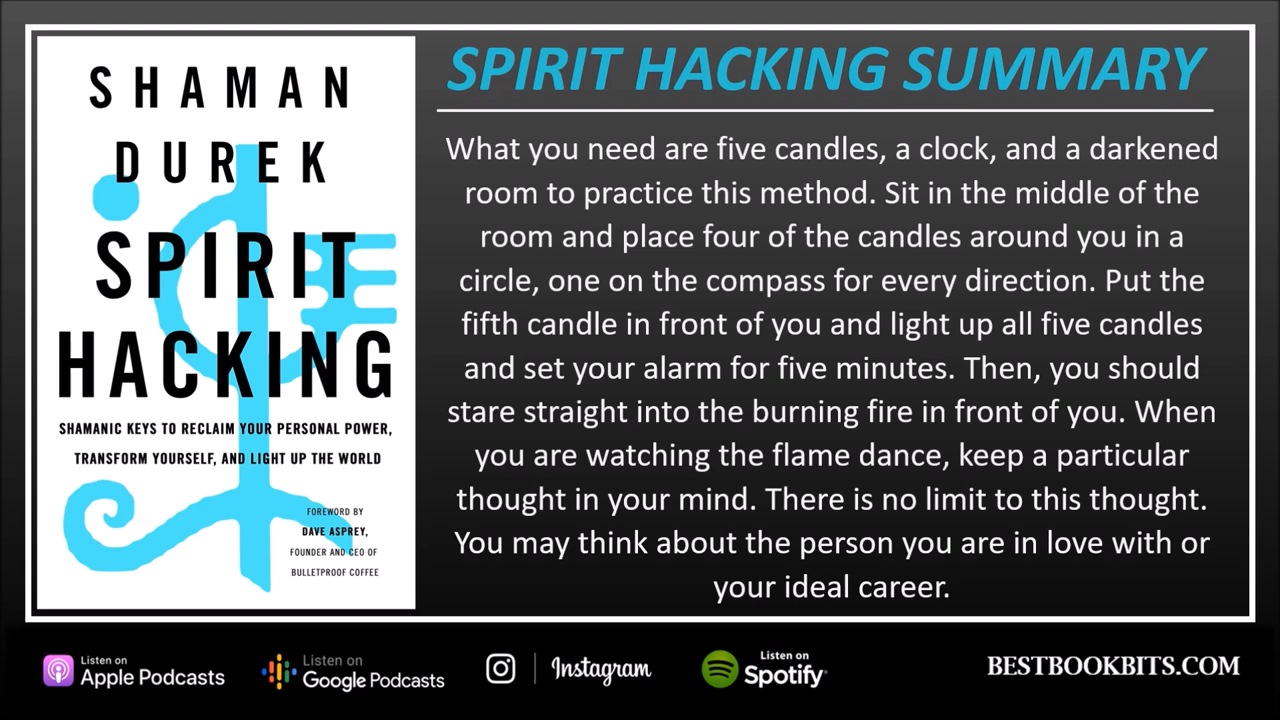 SHAMAN
DUREK
SPIRIT
HACKING
SHAMANIC KEYS TO RECLAIM YOUR PERSONAL POWER,
TRANSFORM YOURSELF, AND LIGHT UP THE WORLD
FOREWORD BY
DAVE ASPREY,
FOUNDER AND CEO OF
BULLETPROOF COFFEE
SPIRIT HACKING SUMMARY
What you need are five candles, a clock, and a darkened
room to practice this method. Sit in the middle of the
room and place four of the candles around you in a
circle, one on the compass for every direction. Put the
fifth candle in front of you and light up all five candles
and set your alarm for five minutes. Then, you should
stare straight into the burning fire in front of you. When
you are watching the flame dance, keep a particular
thought in your mind. There is no limit to this thought.
You may think about the person you are in love with or
your ideal career.
Listen on
Apple Podcasts
Listen on
Google Podcasts
Instagram
Listen on
Spotify
BESTBOOKBITS.COM